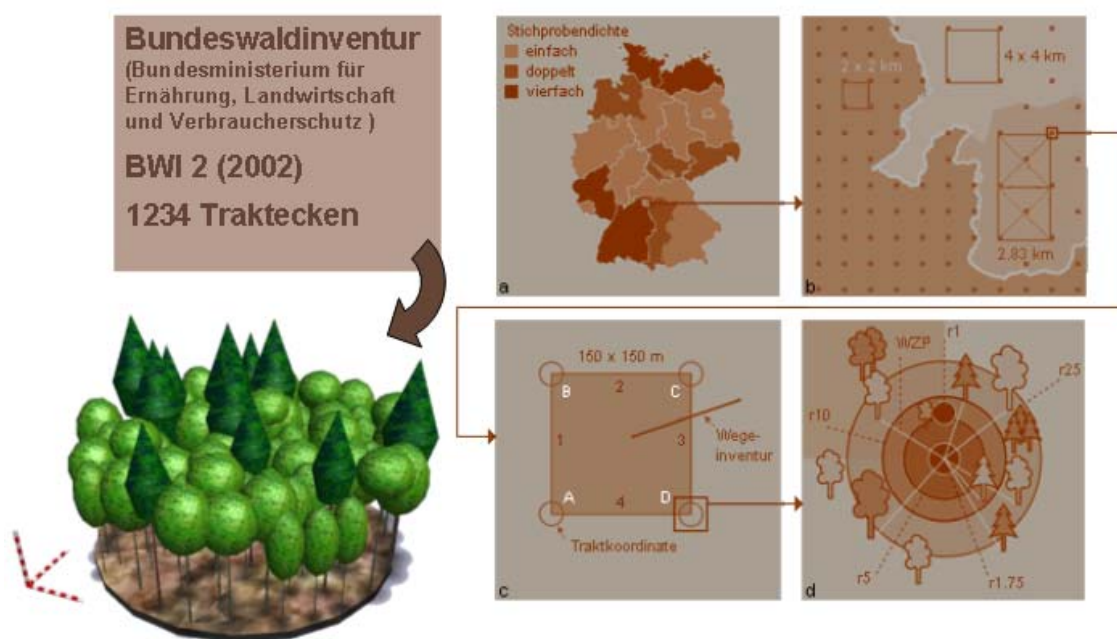 Bundeswaldinventur
(Bundesministerium für
Ernährung, Landwirtschaft
und Verbraucherschutz )
BWI 2 (2002)
1234 Traktecken
Stichprobendichte
einfach
doppelt
vierfach
a
2 x 2 km
4 x 4 km
2,83 km
b
150 x 150 m
B
2
C
1
3
Wege-
inventur
A
4
D
Traktkoordinate
c
r1
WZP
r25
r10
r5
r1.75
d